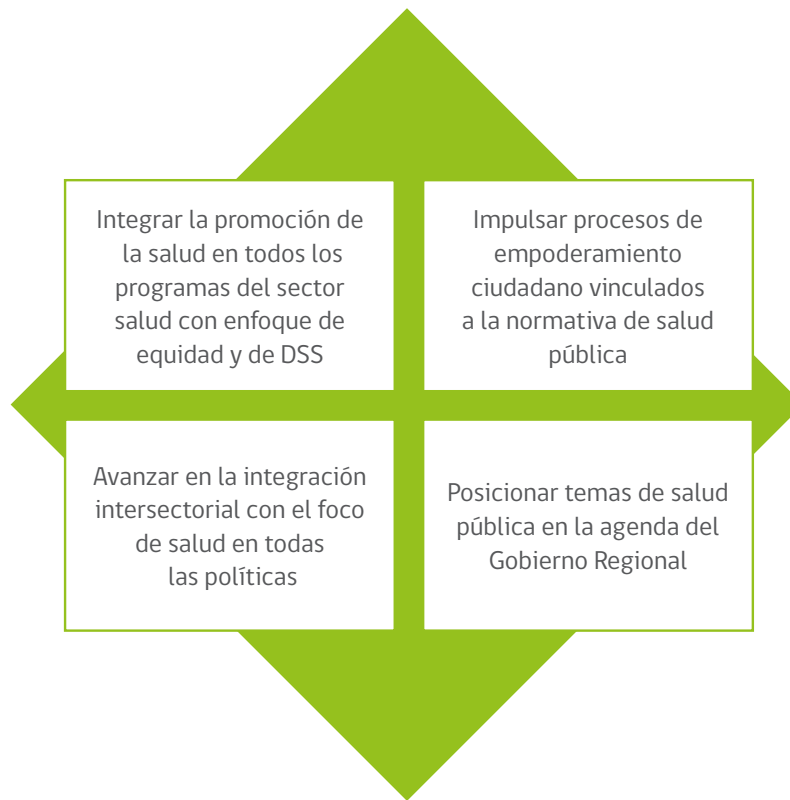 Integrar la promoción de
la salud en todos los
programas del sector
salud con enfoque de
equidad y de DSS
Impulsar procesos de
empoderamiento
ciudadano vinculados
a la normativa de salud
pública
Avanzar en la integración
intersectorial con el foco
de salud en todas
las políticas
Posicionar temas de salud
pública en la agenda del
Gobierno Regional